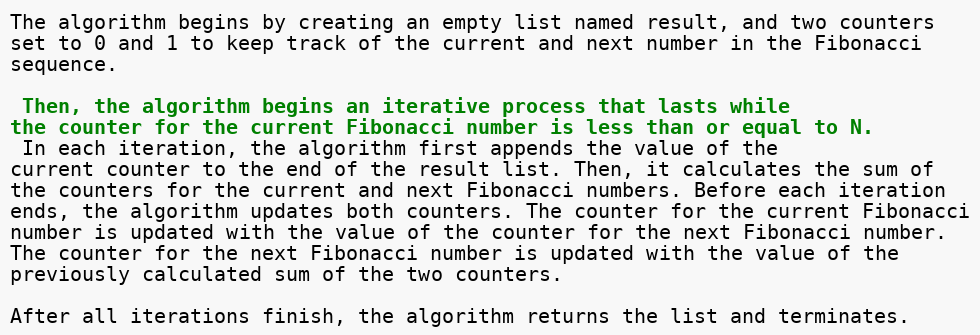 The algorithm begins by creating an empty list named result, and two counters
set to 0 and 1 to keep track of the current and next number in the Fibonacci
sequence.
Then, the algorithm begins an iterative process that lasts while
the counter for the current Fibonacci number is less than or equal to N.
In each iteration, the algorithm first appends the value of the
current counter to the end of the result list. Then, it calculates the sum of
the counters for the current and next Fibonacci numbers. Before each iteration
ends, the algorithm updates both counters. The counter for the current Fibonacci
number is updated with the value of the counter for the next Fibonacci number.
The counter for the next Fibonacci number is updated with the value of the
previously calculated sum of the two counters.
After all iterations finish, the algorithm returns the list and terminates.